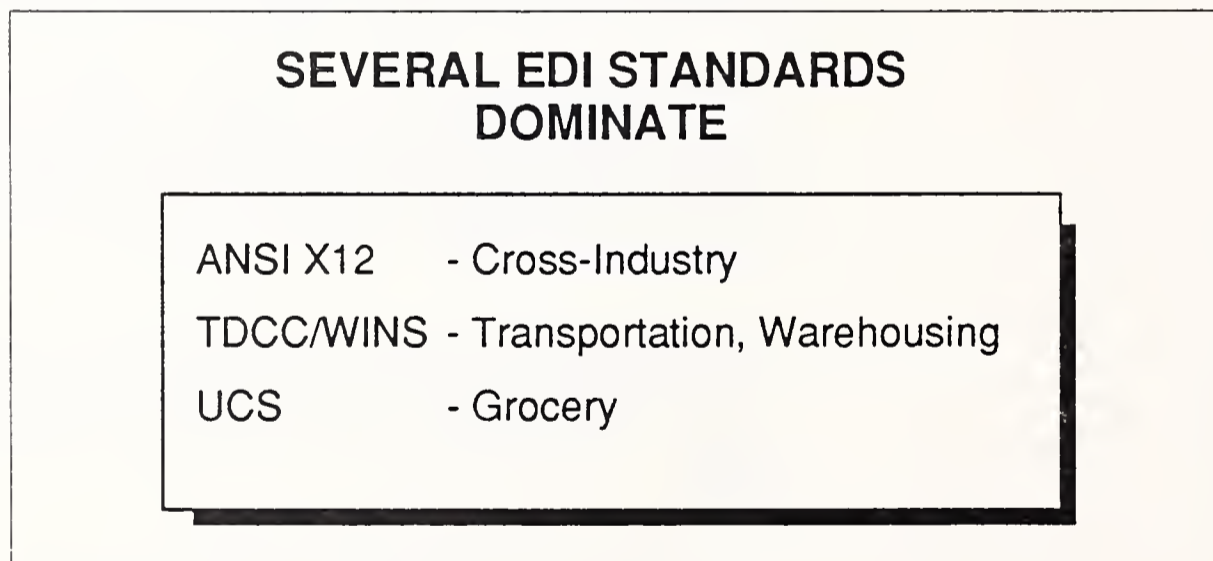 SEVERAL EDI STANDARDS
DOMINATE
ANSI X12 - Cross-Industry
TDCC/WINS - Transportation, Warehousing
UCS - Grocery